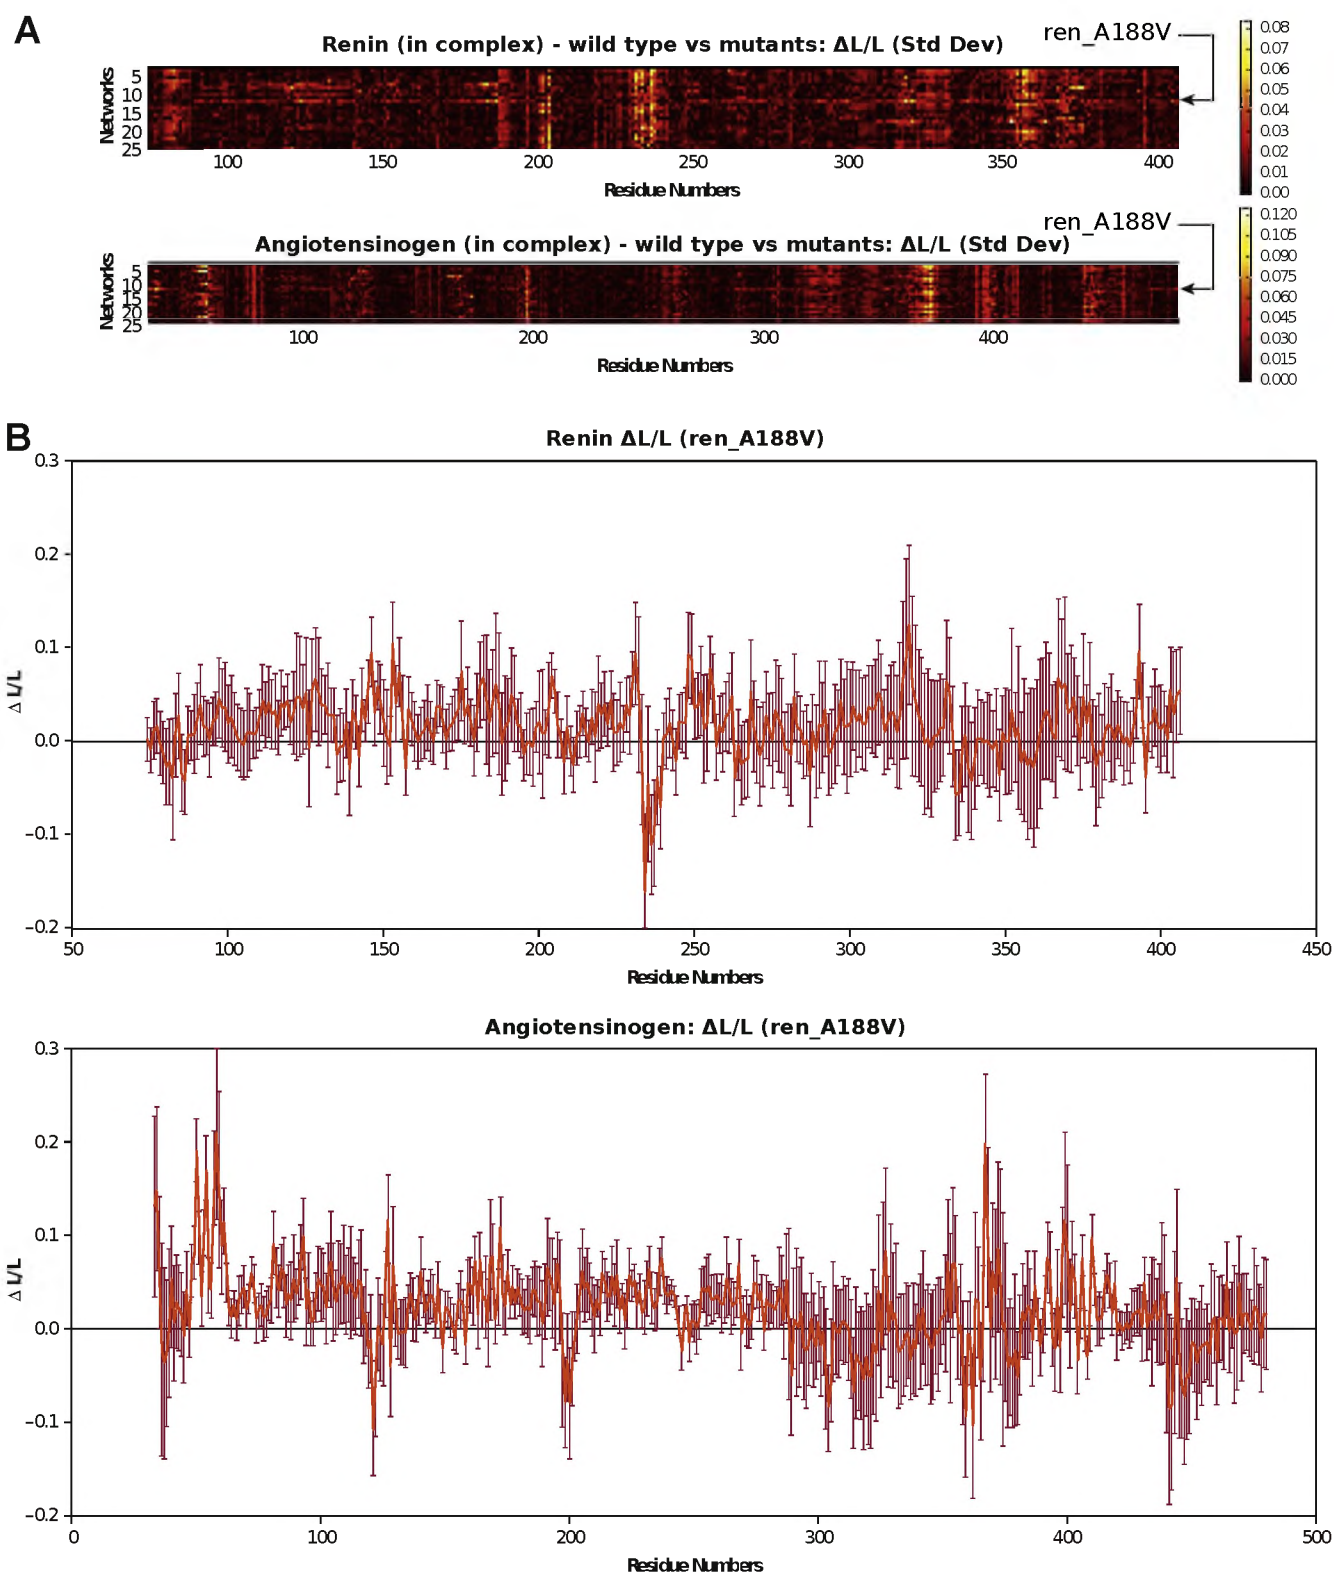 A
Renin (in complex) - wild type vs mutants: ΔL/L (Std Dev)
ren_A188V
Networks
5
10
15
20
25
100 150 200 250 300 350 400
Residue Numbers
0.08
0.07
0.06
0.05
0.04
0.03
0.02
0.01
0.00
ren_A188V
Angiotensinogen (in complex) - wild type vs mutants: ΔL/L (Std Dev)
Networks
5
10
15
20
25
100 200 300 400
Residue Numbers
0.120
0.105
0.090
0.075
0.060
0.045
0.030
0.015
0.000
B
Renin ΔL/L (ren_A188V)
Δ L/L
0.3
0.2
0.1
0.0
−0.1
−0.2
50 100 150 200 250 300 350 400 450
Residue Numbers
Angiotensinogen: ΔL/L (ren_A188V)
Δ L/L
0.3
0.2
0.1
0.0
−0.1
−0.2
0 100 200 300 400 500
Residue Numbers